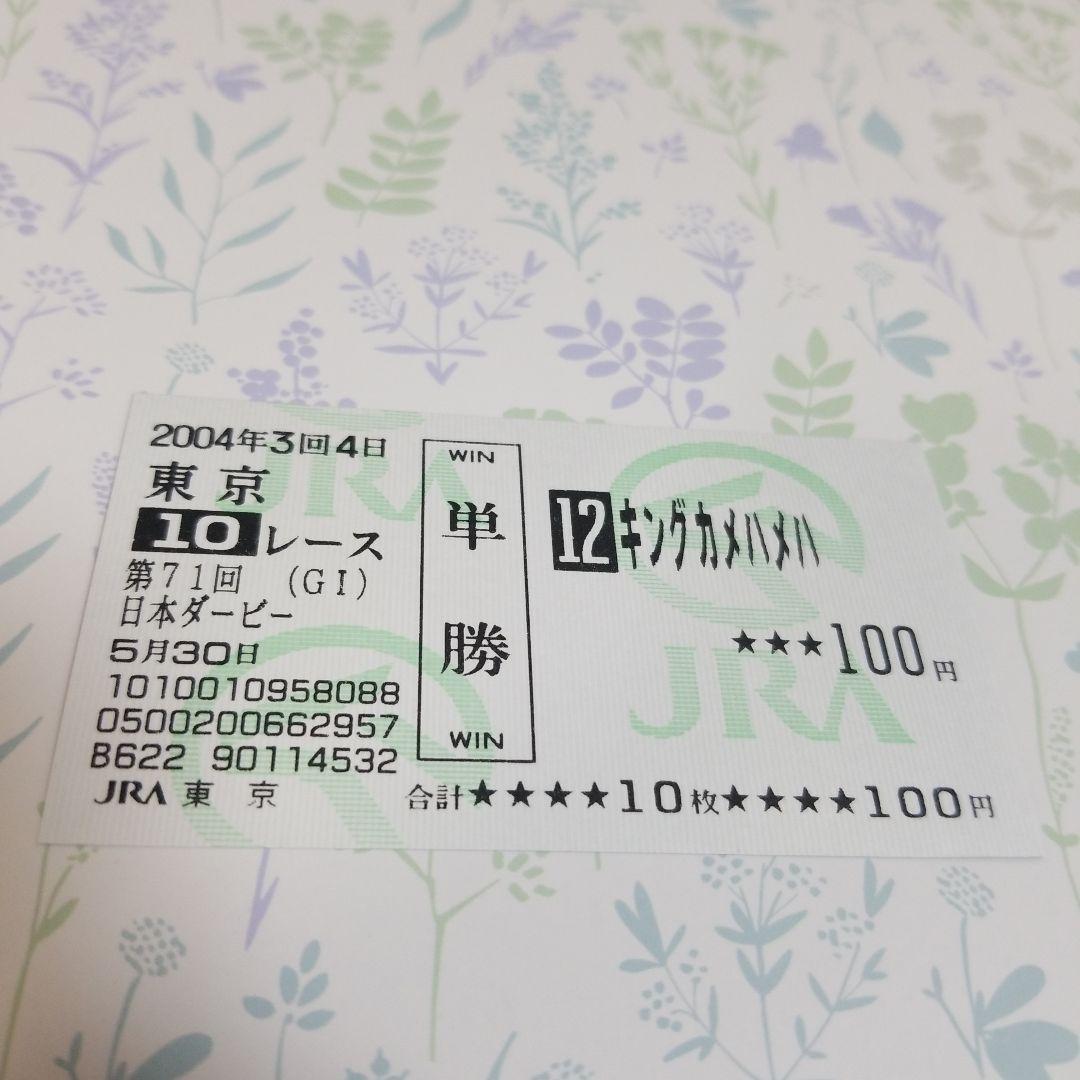 2004年3回4日
東京
10レース
第71回 (GI)
日本ダービー
5月30日
1010010958088
0500200662957
B622 90114532
JRA 東京
WIN
単勝
WIN
12キングカメハメハ
★★★100円
合計★★★★10枚★★★★100円
JRA
JRA